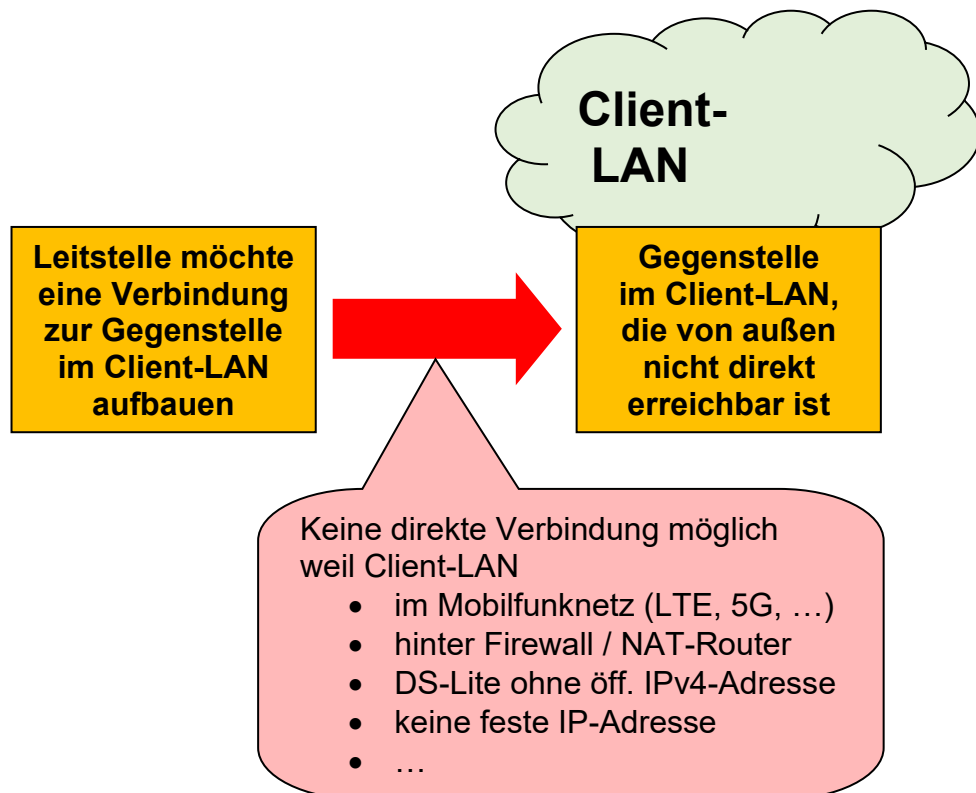 Client-
LAN
Leitstelle möchte
eine Verbindung
zur Gegenstelle
im Client-LAN
aufbauen
Gegenstelle
im Client-LAN,
die von außen
nicht direkt
erreichbar ist
Keine direkte Verbindung möglich
weil Client-LAN
• im Mobilfunknetz (LTE, 5G, …)
• hinter Firewall / NAT-Router
• DS-Lite ohne öff. IPv4-Adresse
• keine feste IP-Adresse
• …